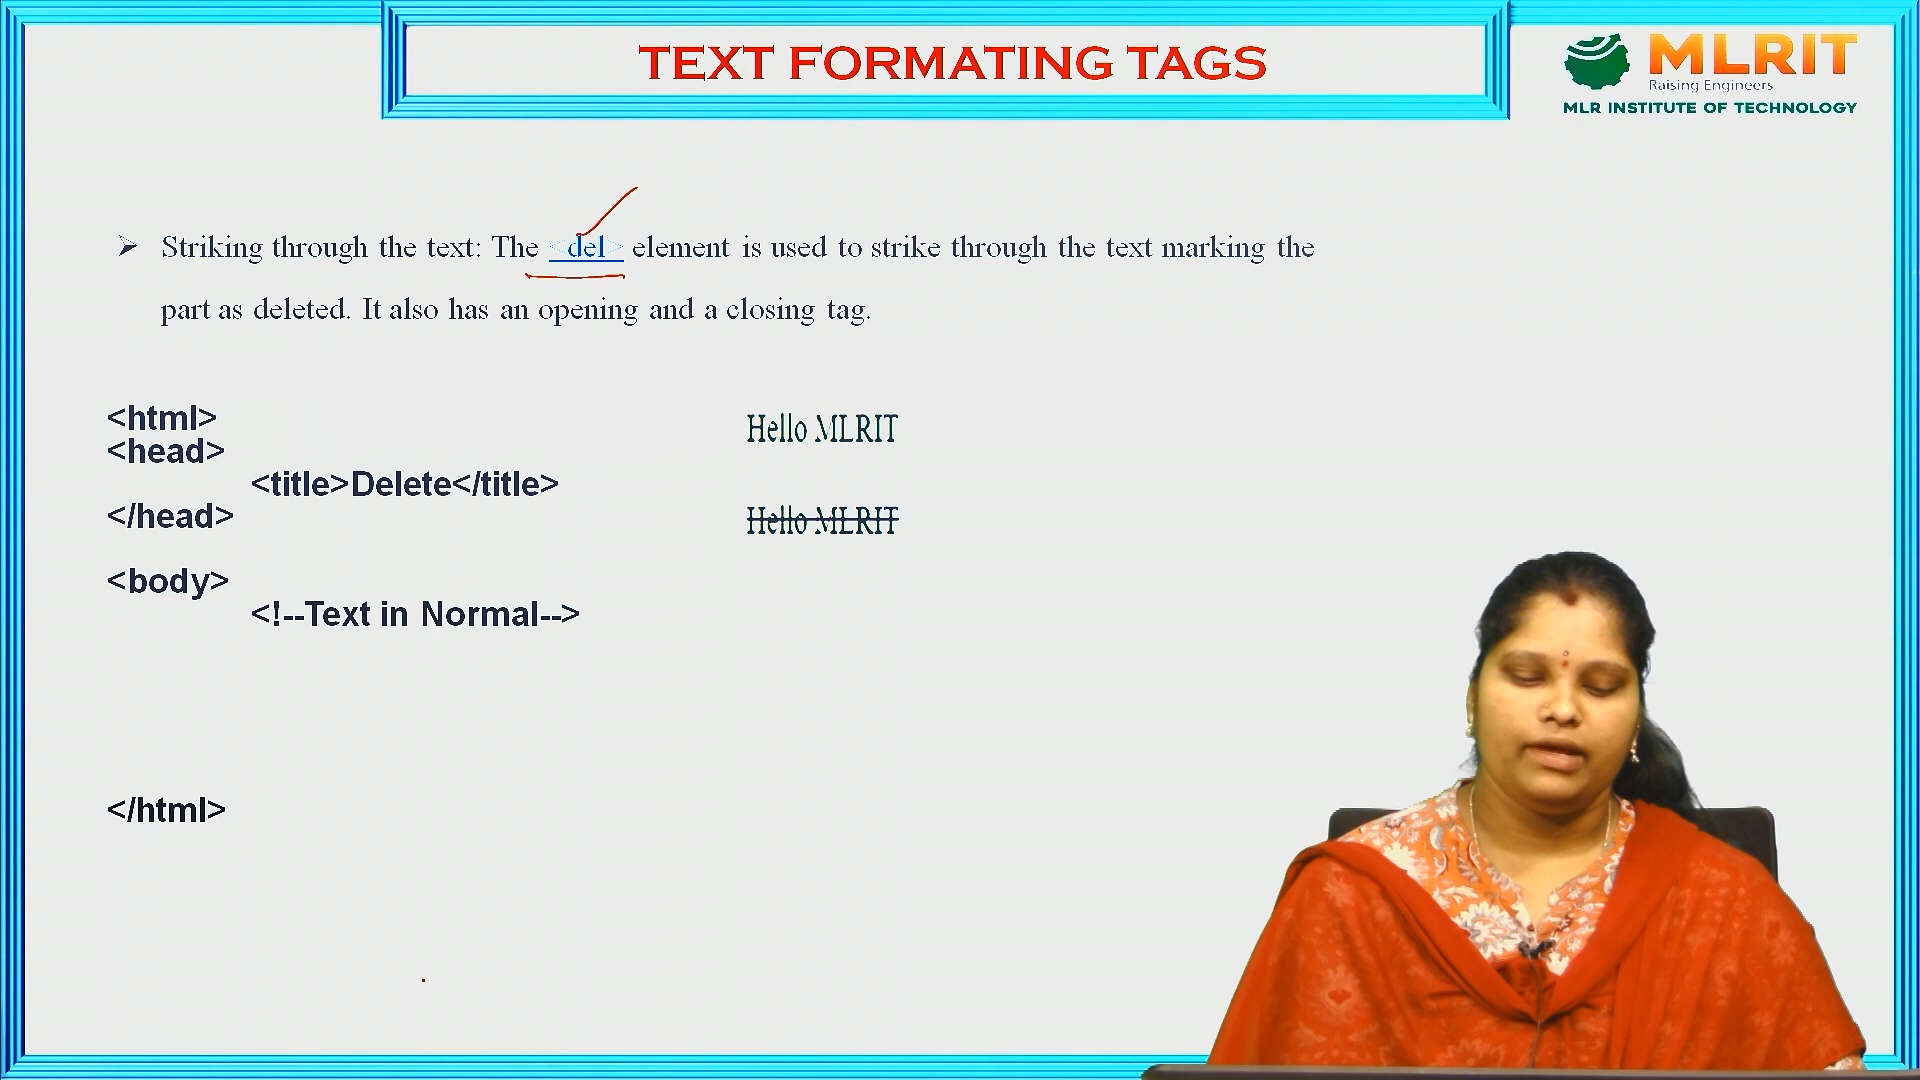 TEXT FORMATING TAGS
MLRIT
Raising Engineers
MLR INSTITUTE OF TECHNOLOGY
➢ Striking through the text: The <del> element is used to strike through the text marking the
part as deleted. It also has an opening and a closing tag.
<html>
<head>
<title>Delete</title>
</head>
<body>
<!--Text in Normal-->
</html>
Hello MLRIT
Hello MLRIT